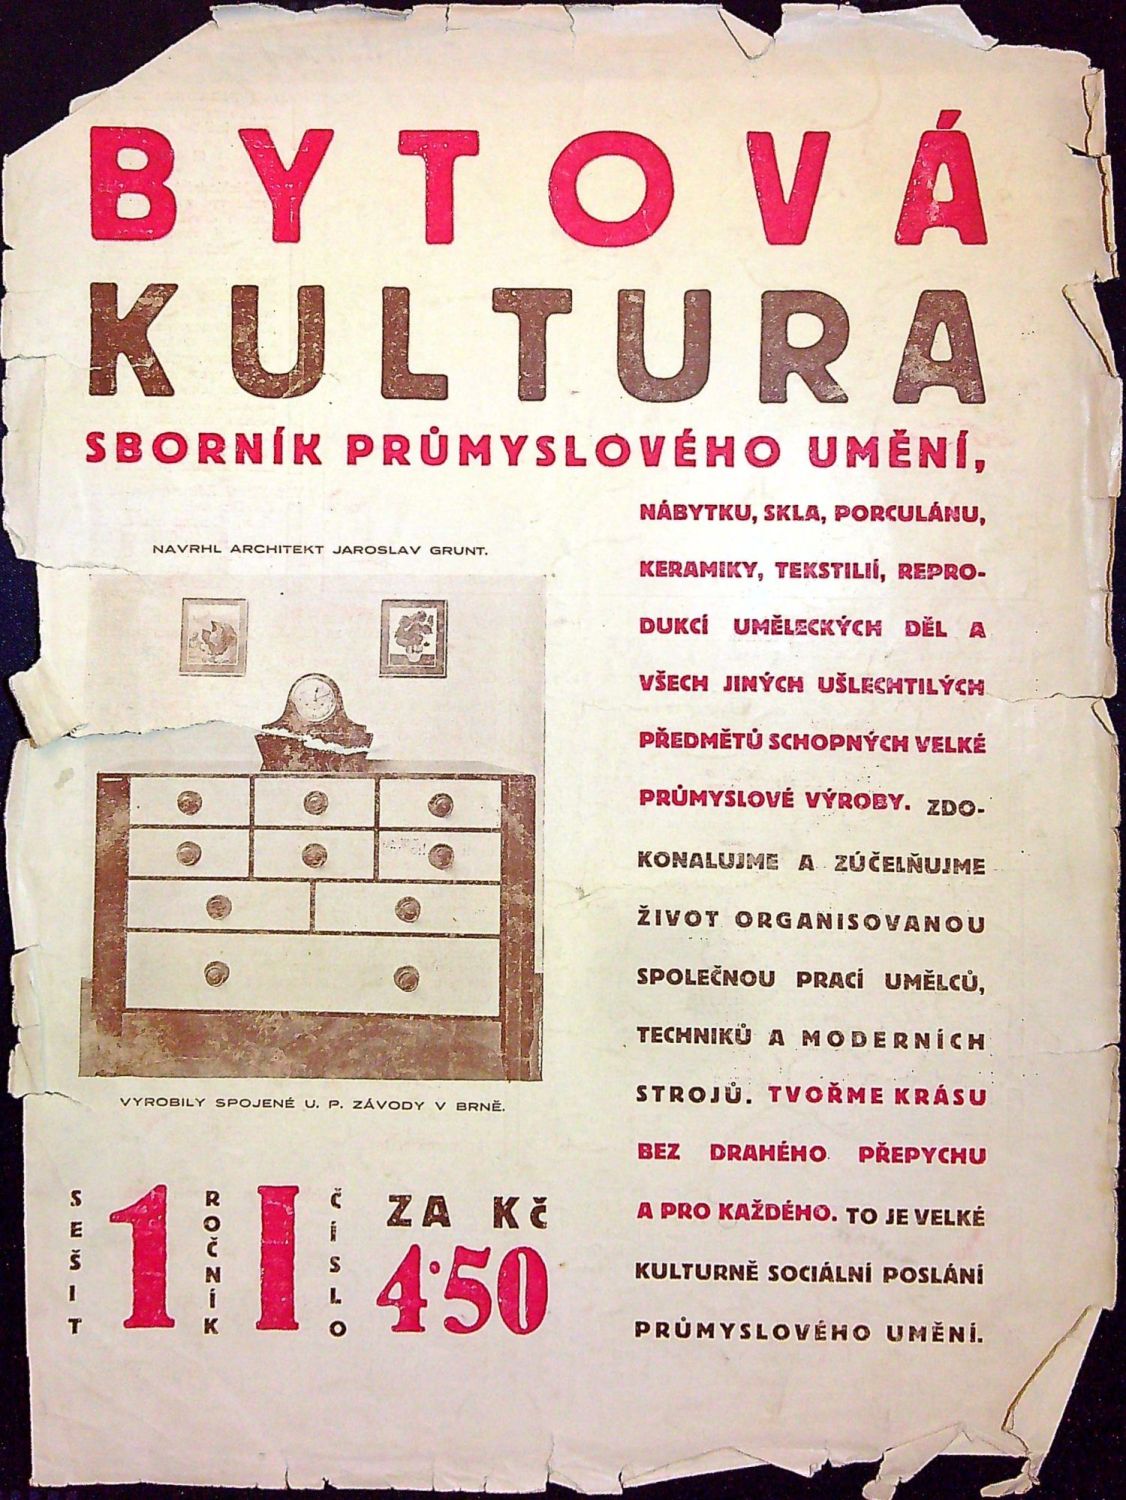 BYTOVÁ
KULTURA
SBORNÍK PRŮMYSLOVÉHO UMĚNÍ,
NÁBYTKU, SKLA, PORCULÁNU,
KERAMIKY, TEKSTILIÍ, REPRO-
DUKCÍ UMĚLECKÝCH DĚL A
VŠECH JINÝCH UŠLECHTILÝCH
PŘEDMĚTŮ SCHOPNÝCH VELKÉ
PRŮMYSLOVÉ VÝROBY. ZDO-
KONALUJME A ZÚČELŇUJME
ŽIVOT ORGANISOVANOU
SPOLEČNOU PRACÍ UMĚLCŮ,
TECHNIKŮ A MODERNÍCH
STROJŮ. TVOŘME KRÁSU
BEZ DRAHÉHO PŘEPYCHU
A PRO KAŽDÉHO. TO JE VELKÉ
KULTURNĚ SOCIÁLNÍ POSLÁNÍ
PRŮMYSLOVÉHO UMĚNÍ.
NAVRHL ARCHITEKT JAROSLAV GRUNT.
VYROBILY SPOJENÉ U. P. ZÁVODY V BRNĚ.
SEŠIT 1 ROČNÍK I ČÍSLO ZA Kč
4·50